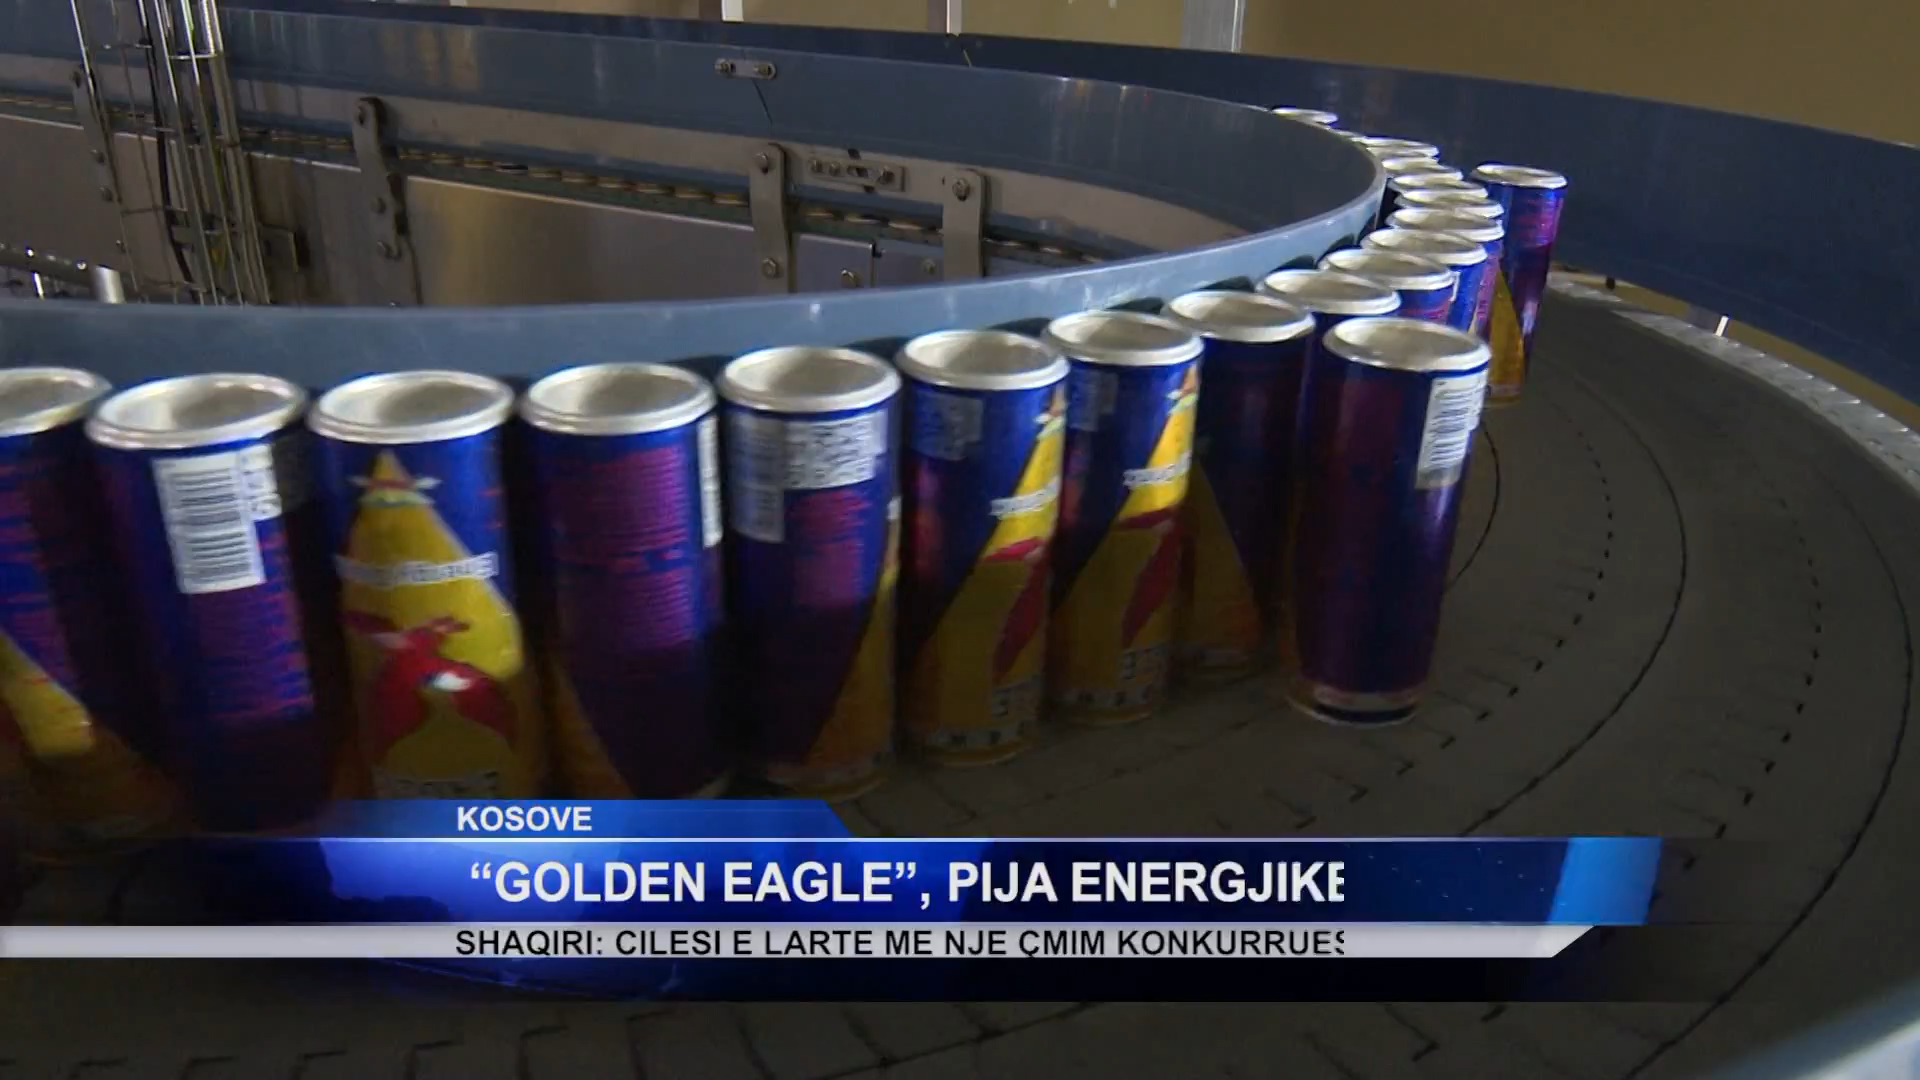 KOSOVE
“GOLDEN EAGLE”, PIJA ENERGJIKE
SHAQIRI: CILESI E LARTE ME NJE ÇMIM KONKURRUES